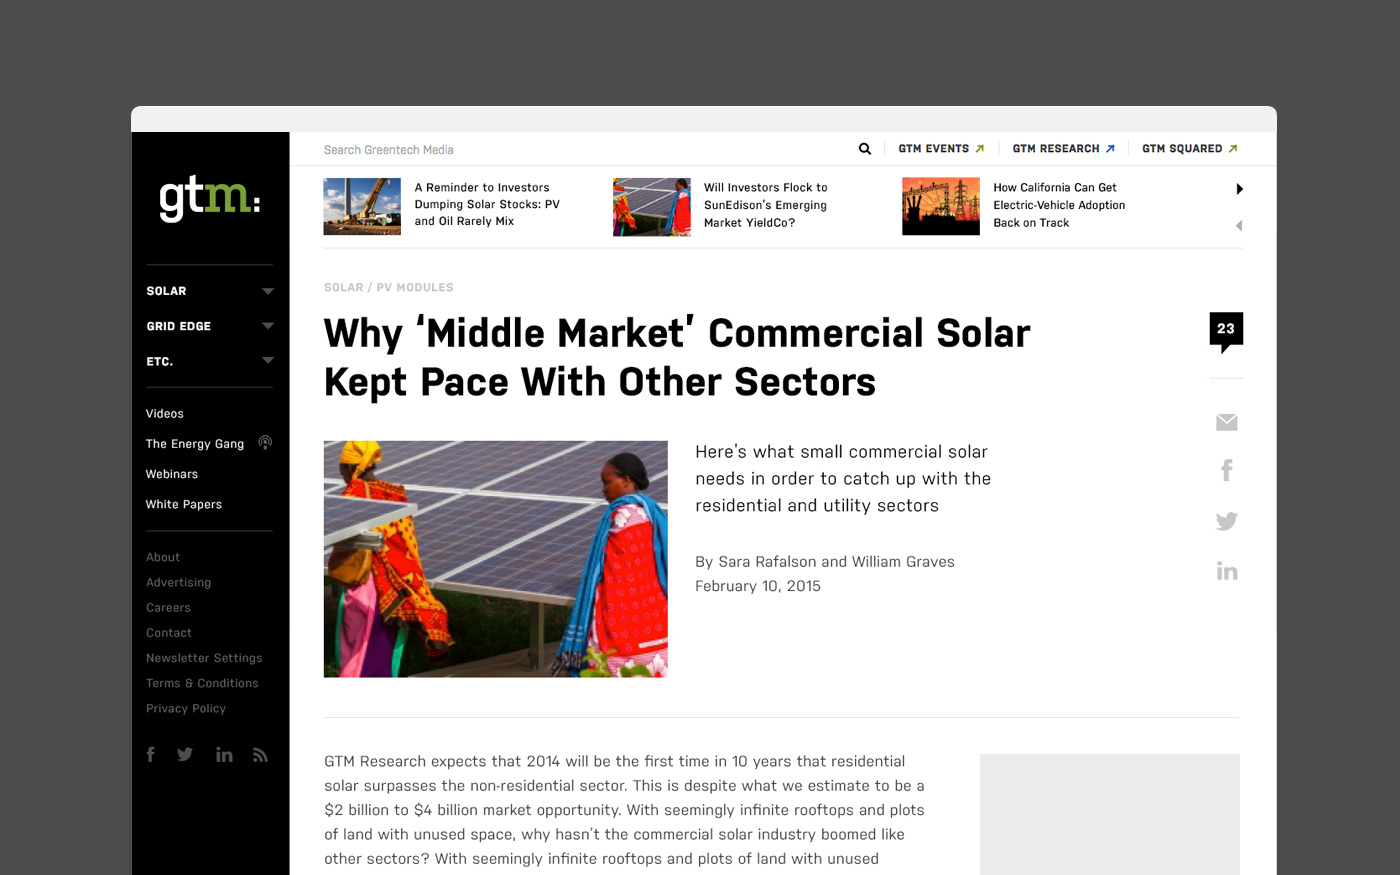 gtm:
SOLAR
GRID EDGE
ETC.
Videos
The Energy Gang
Webinars
White Papers
About
Advertising
Careers
Contact
Newsletter Settings
Terms & Conditions
Privacy Policy
Search Greentech Media
GTM EVENTS
GTM RESEARCH
GTM SQUARED
A Reminder to Investors
Dumping Solar Stocks: PV
and Oil Rarely Mix
Will Investors Flock to
SunEdison's Emerging
Market YieldCo?
How California Can Get
Electric-Vehicle Adoption
Back on Track
SOLAR / PV MODULES
Why ‘Middle Market’ Commercial Solar
Kept Pace With Other Sectors
23
Here's what small commercial solar
needs in order to catch up with the
residential and utility sectors
By Sara Rafalson and William Graves
February 10, 2015
GTM Research expects that 2014 will be the first time in 10 years that residential
solar surpasses the non-residential sector. This is despite what we estimate to be a
$2 billion to $4 billion market opportunity. With seemingly infinite rooftops and plots
of land with unused space, why hasn't the commercial solar industry boomed like
other sectors? With seemingly infinite rooftops and plots of land with unused